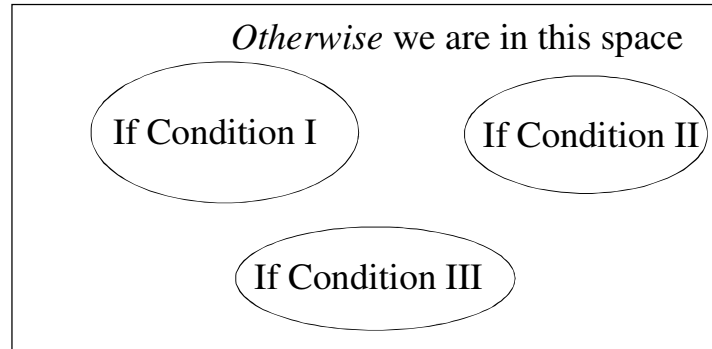 Otherwise we are in this space
If Condition I
If Condition II
If Condition III